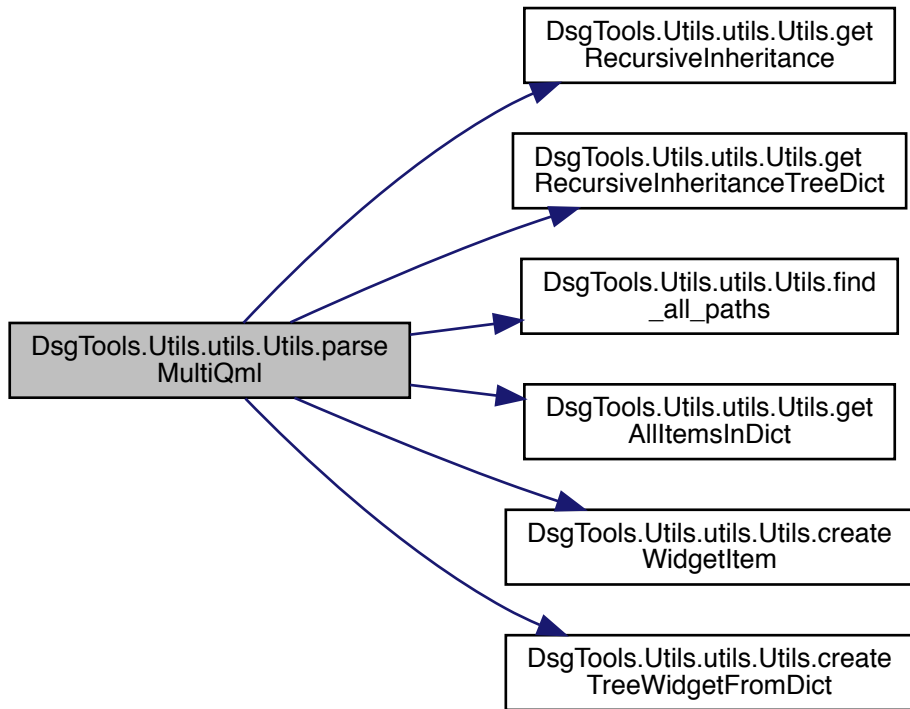 DsgTools.Utils.utils.Utils.get
RecursiveInheritance
DsgTools.Utils.utils.Utils.get
RecursiveInheritanceTreeDict
DsgTools.Utils.utils.Utils.find
_all_paths
DsgTools.Utils.utils.Utils.parse
MultiQml
DsgTools.Utils.utils.Utils.get
AllItemsInDict
DsgTools.Utils.utils.Utils.create
WidgetItem
DsgTools.Utils.utils.Utils.create
TreeWidgetFromDict